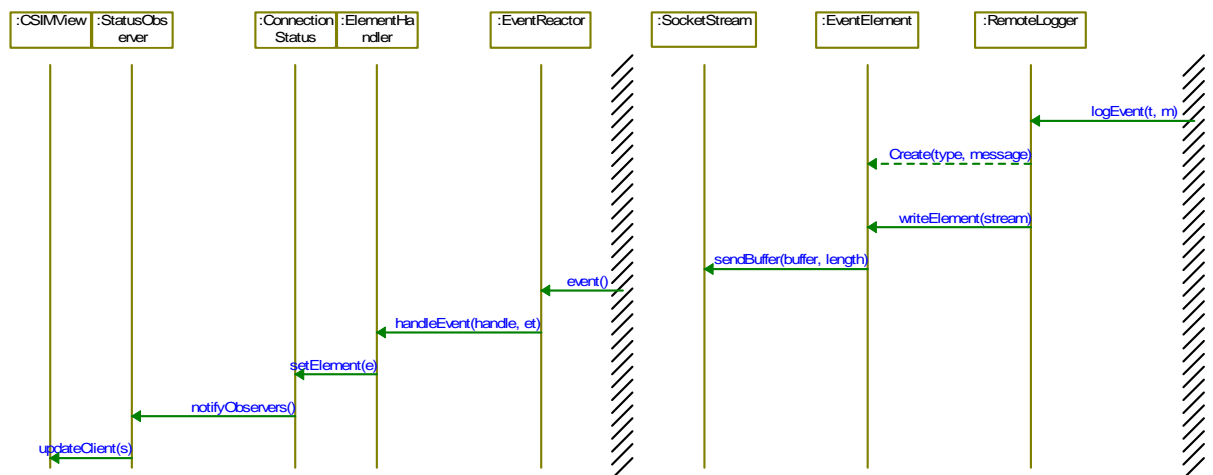 :CSIMView
:StatusObs
erver
:Connection
Status
:ElementHa
ndler
:EventReactor
:SocketStream
:EventElement
:RemoteLogger
logEvent(t, m)
Create(type, message)
writeElement(stream)
sendBuffer(buffer, length)
event()
handleEvent(handle, et)
setElement(e)
notifyObservers()
updateClient(s)